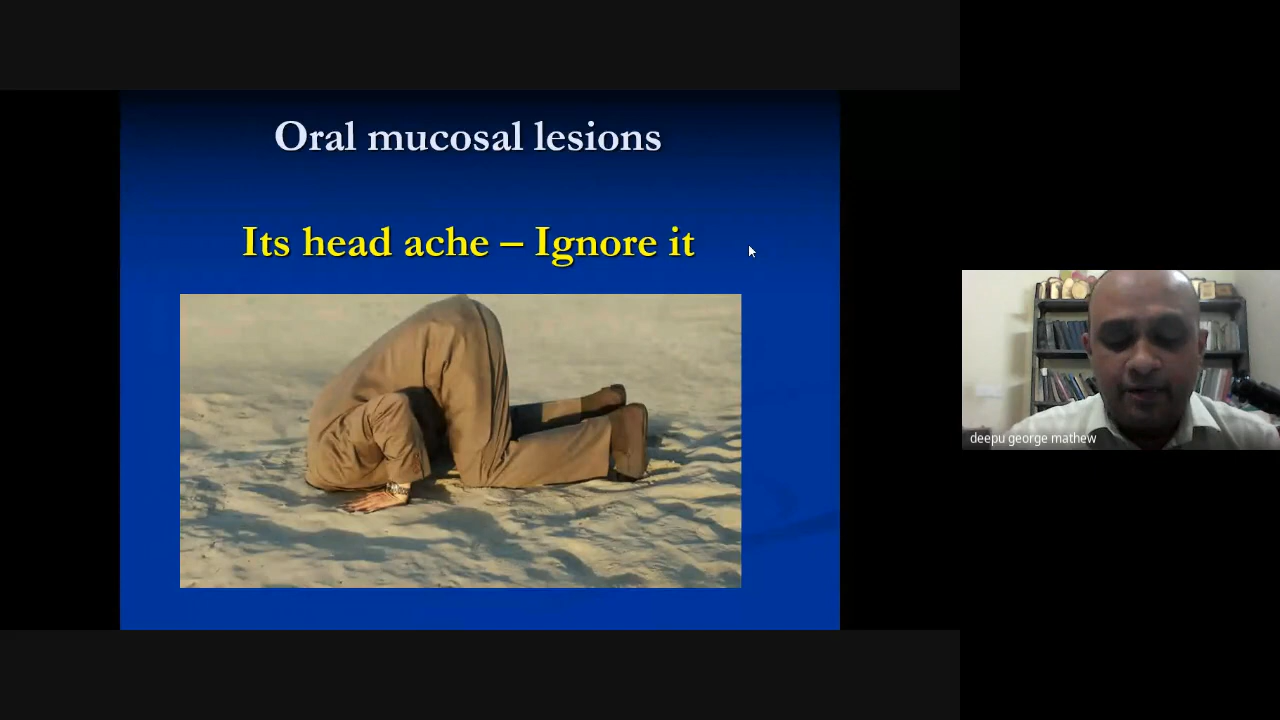 Oral mucosal lesions
Its head ache – Ignore it
deepu george mathew